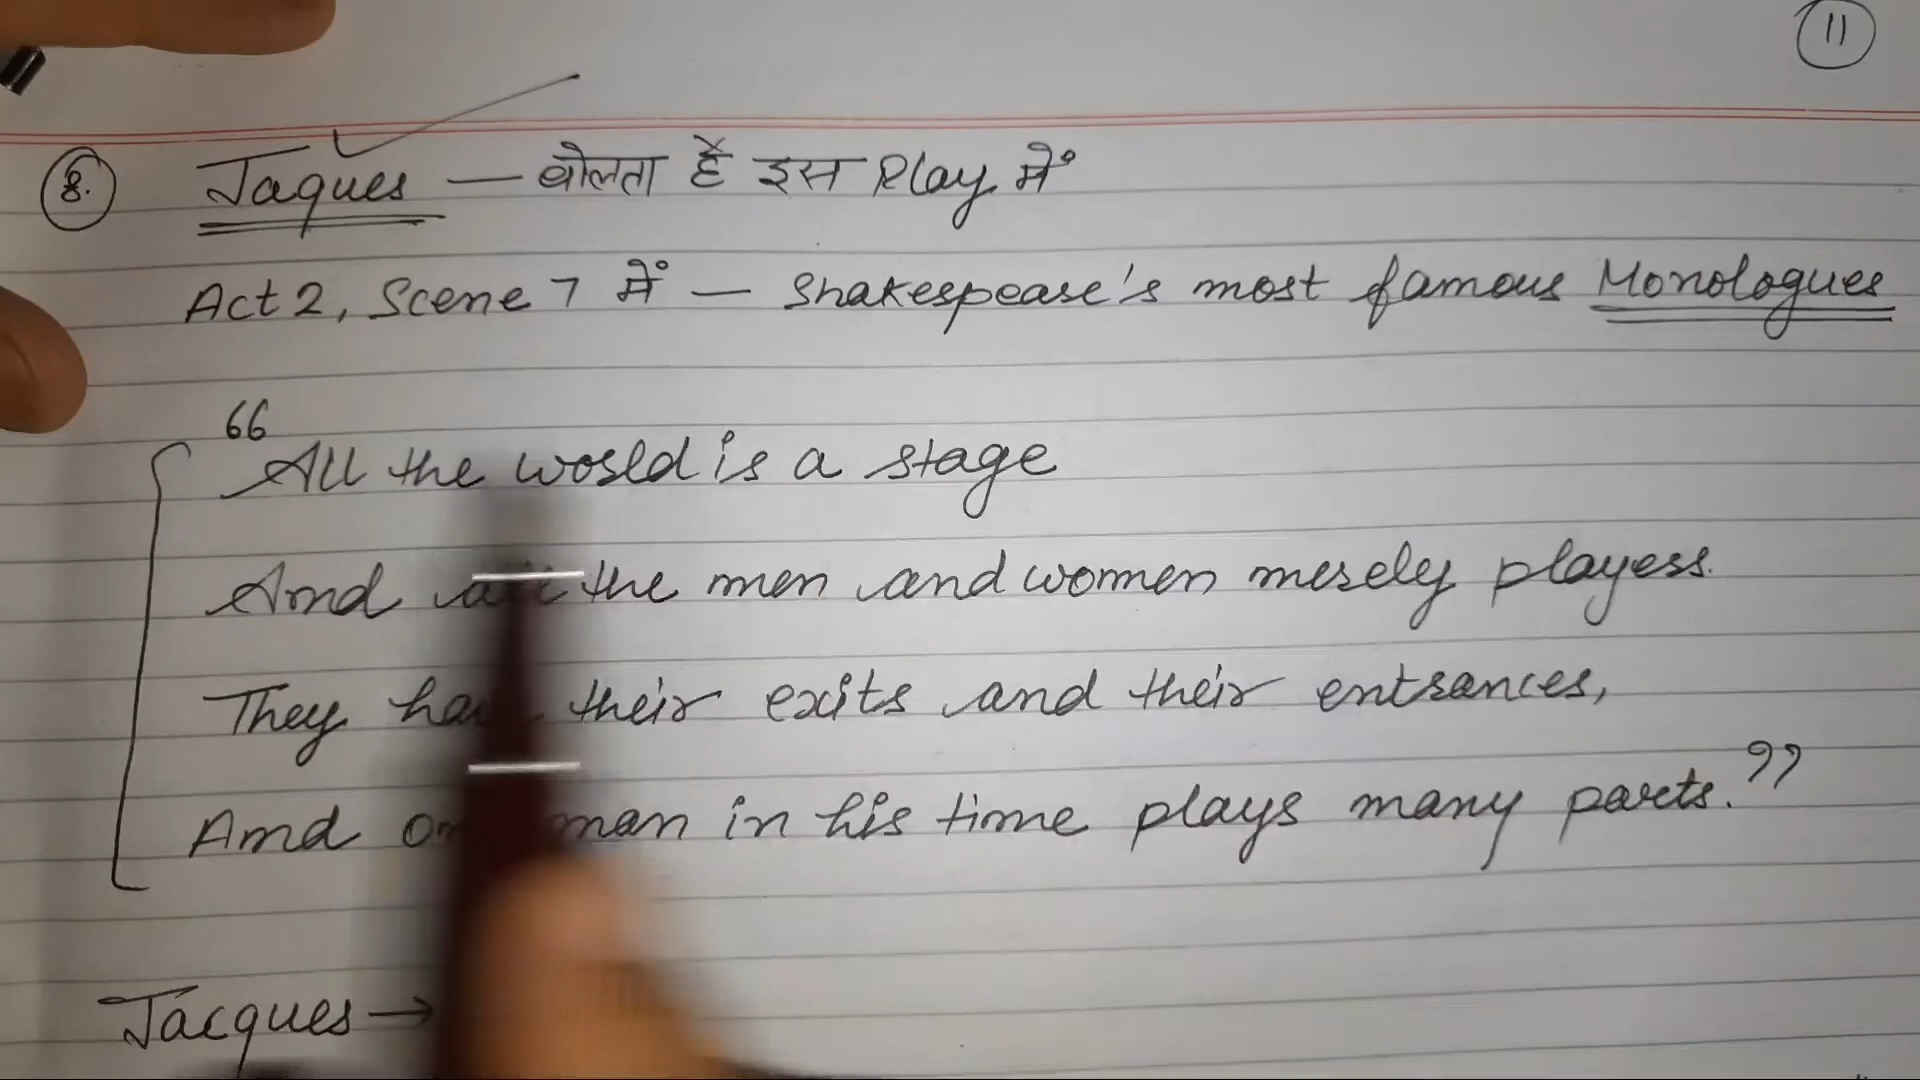 11
8. Jaques — बोलता है इस Play में
Act 2, Scene 7 में — Shakespeare's most famous Monologues
“ All the world is a stage
And the men and women merely players.
They their exits and their entrances,
And man in his time plays many parts. ”
Jacques →